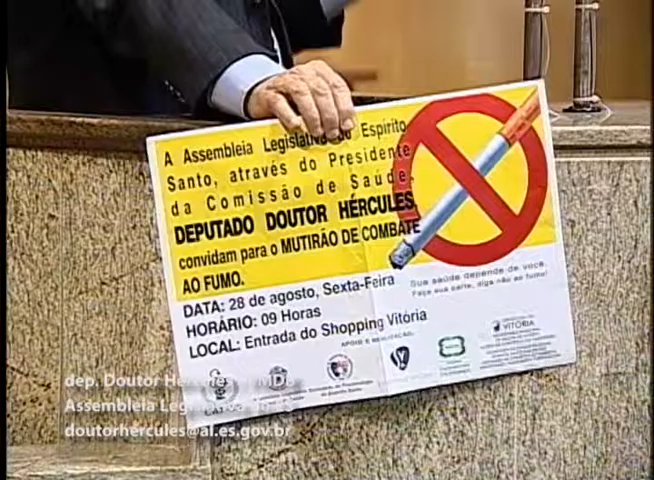 A Assembleia Legislativa do Espírito
Santo, através do Presidente
da Comissão de Saúde,
DEPUTADO DOUTOR HÉRCULES
convidam para o MUTIRÃO DE COMBATE
AO FUMO.
DATA: 28 de agosto, Sexta-Feira
HORÁRIO: 09 Horas
LOCAL: Entrada do Shopping Vitória
Sua saúde depende de você.
Faça sua parte, diga não ao fumo!
APOIO E REALIZAÇÃO:
VITÓRIA
dep. Doutor Hércules MDB
Assembleia Legislativa
doutorhercules@al.es.gov.br